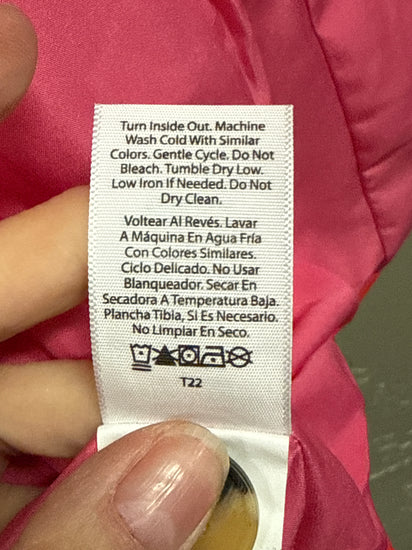 Turn Inside Out. Machine
Wash Cold With Similar
Colors. Gentle Cycle. Do Not
Bleach. Tumble Dry Low.
Low Iron If Needed. Do Not
Dry Clean.
Voltear Al Revés. Lavar
A Máquina En Agua Fría
Con Colores Similares.
Ciclo Delicado. No Usar
Blanqueador. Secar En
Secadora A Temperatura Baja.
Plancha Tibia, Si Es Necesario.
No Limpiar En Seco.
T22